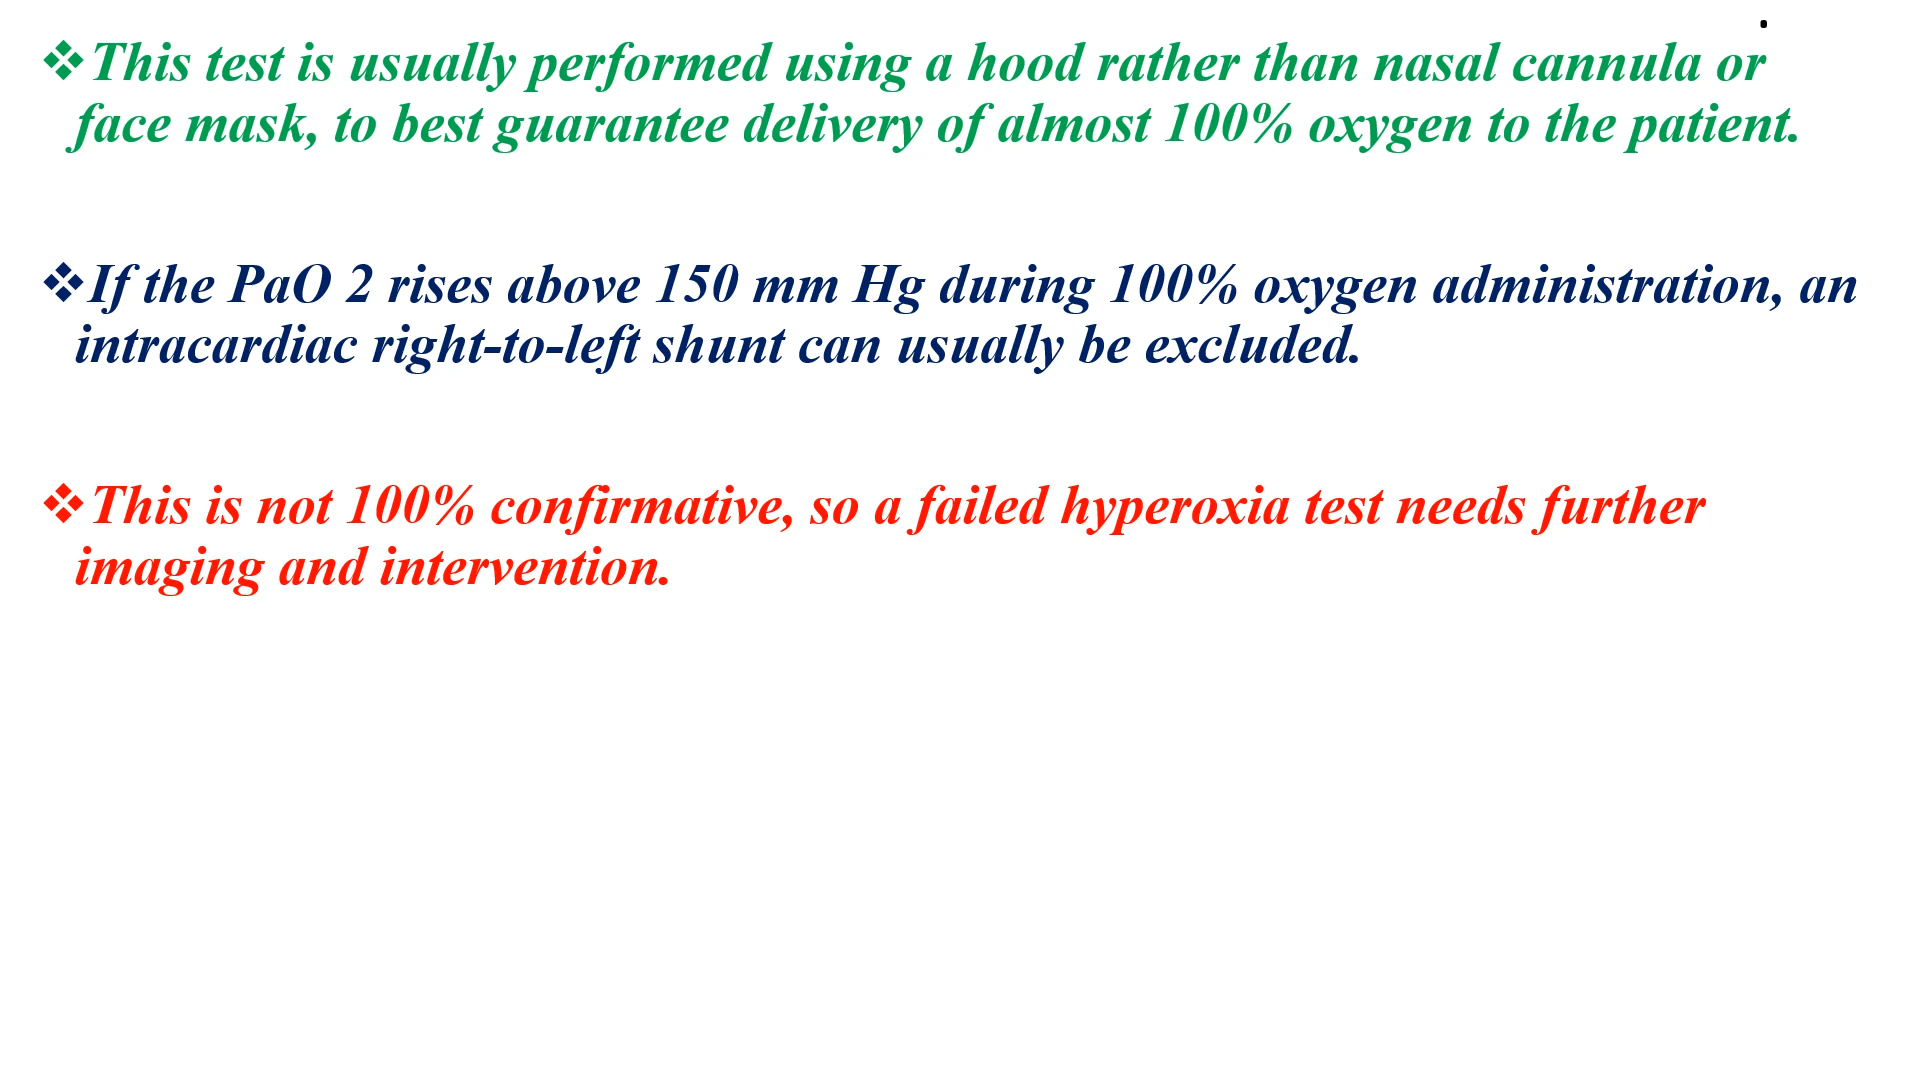 .
❖This test is usually performed using a hood rather than nasal cannula or
face mask, to best guarantee delivery of almost 100% oxygen to the patient.
❖If the PaO 2 rises above 150 mm Hg during 100% oxygen administration, an
intracardiac right-to-left shunt can usually be excluded.
❖This is not 100% confirmative, so a failed hyperoxia test needs further
imaging and intervention.